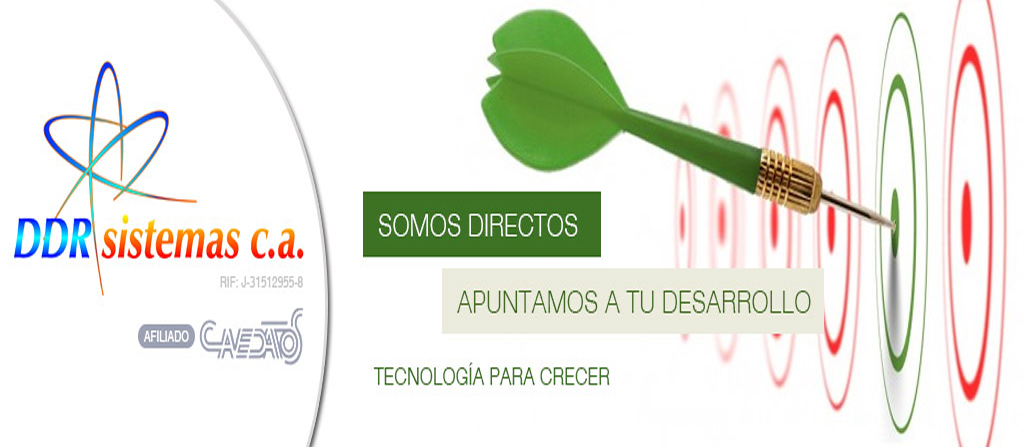 DDR sistemas c.a.
RIF: J-31512955-8
AFILIADO CAVEDATOS
SOMOS DIRECTOS
APUNTAMOS A TU DESARROLLO
TECNOLOGÍA PARA CRECER